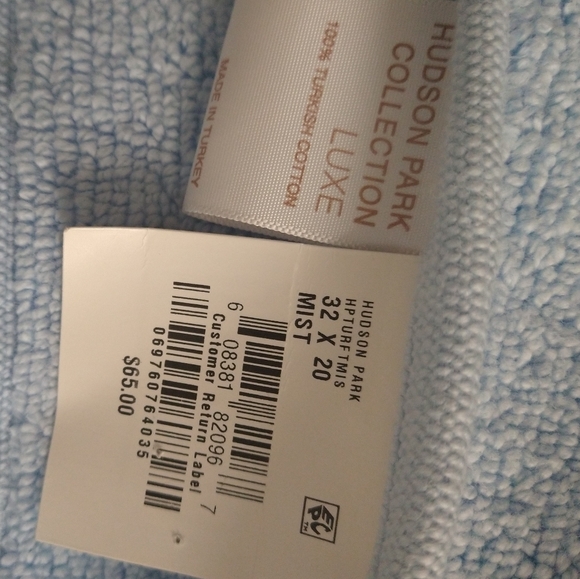 HUDSON PARK
COLLECTION
LUXE
100% TURKISH COTTON
MADE IN TURKEY
HUDSON PARK
HPTURFTMIS
32 X 20
MIST
6 08381 82096 7
Customer Return Label
069760764035
$65.00
ECP™